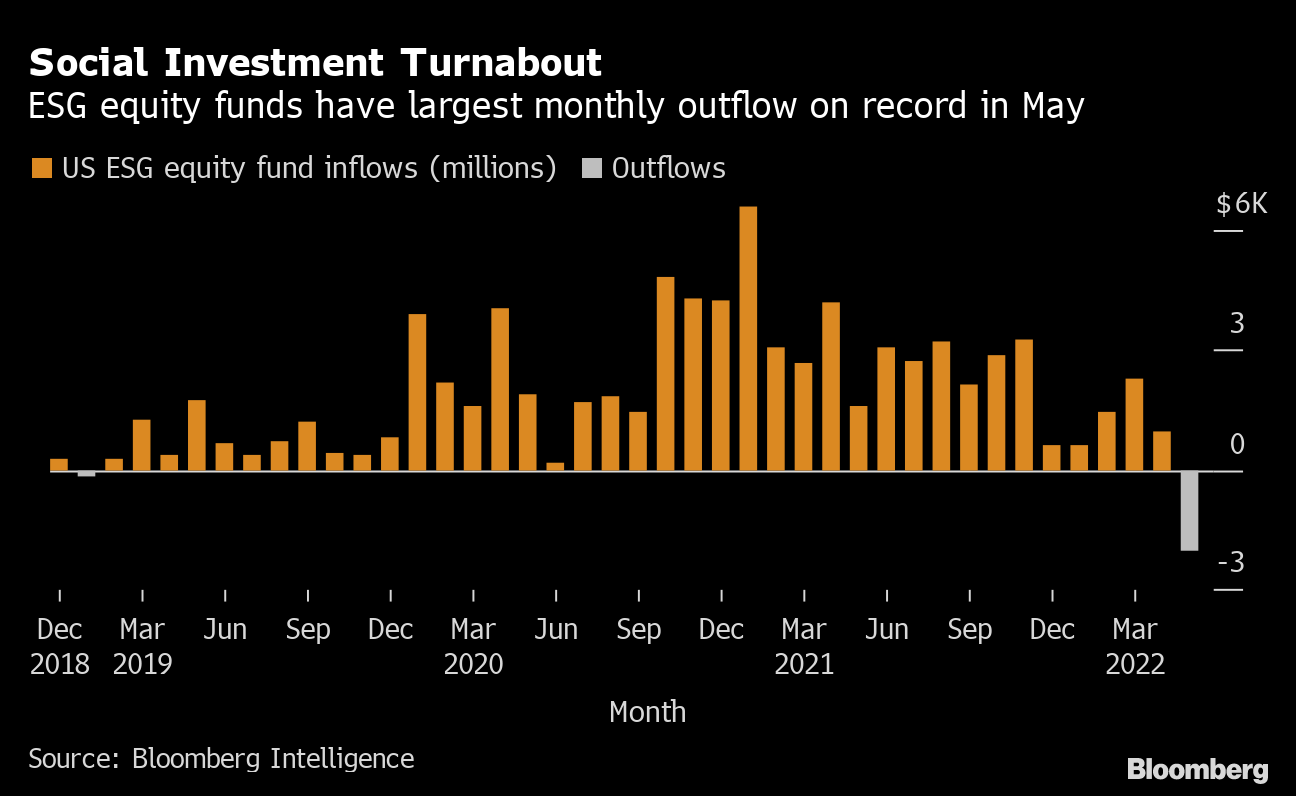 Social Investment Turnabout
ESG equity funds have largest monthly outflow on record in May
US ESG equity fund inflows (millions) Outflows
$6K
3
0
-3
Dec Mar Jun Sep Dec Mar Jun Sep Dec Mar Jun Sep Dec Mar
2018 2019 2020 2021 2022
Month
Source: Bloomberg Intelligence
Bloomberg